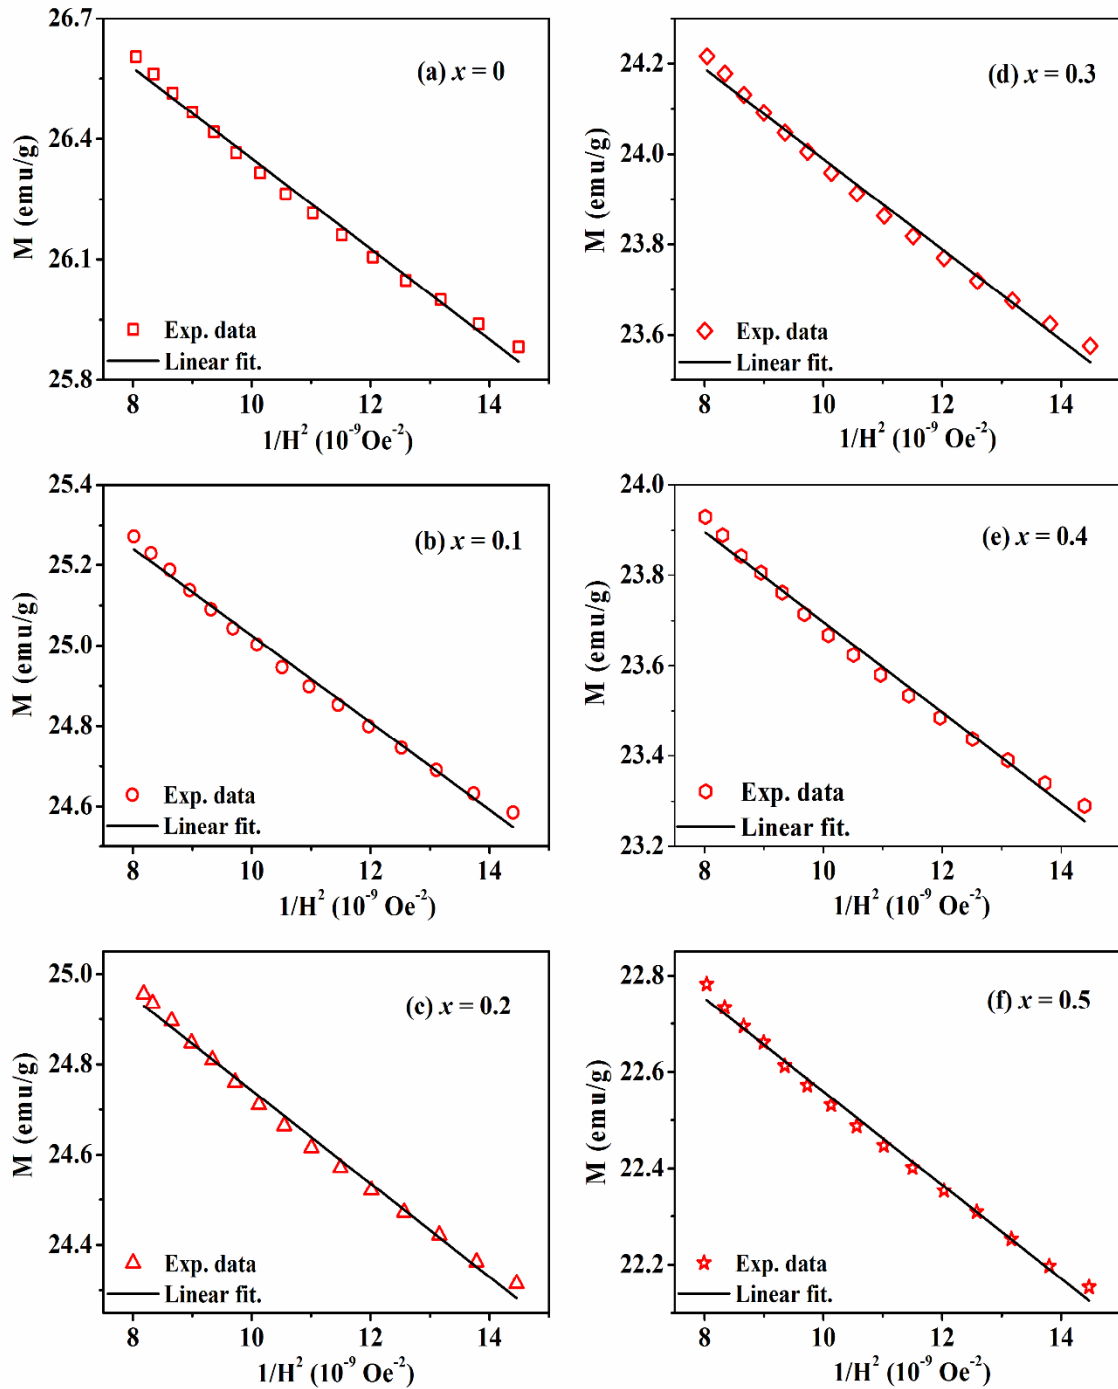 26.7
26.4
26.1
25.8
M (emu/g)
(a) x = 0
Exp. data
Linear fit.
8 10 12 14
1/H² (10⁻⁹Oe⁻²)
24.2
24.0
23.8
23.6
M (emu/g)
(d) x = 0.3
Exp. data
Linear fit.
8 10 12 14
1/H² (10⁻⁹Oe⁻²)
25.4
25.2
25.0
24.8
24.6
M (emu/g)
(b) x = 0.1
Exp. data
Linear fit.
8 10 12 14
1/H² (10⁻⁹ Oe⁻²)
24.0
23.8
23.6
23.4
23.2
M (emu/g)
(e) x = 0.4
Exp. data
Linear fit.
8 10 12 14
1/H² (10⁻⁹ Oe⁻²)
25.0
24.8
24.6
24.4
M (emu/g)
(c) x = 0.2
Exp. data
Linear fit.
8 10 12 14
1/H² (10⁻⁹ Oe⁻²)
22.8
22.6
22.4
22.2
M (emu/g)
(f) x = 0.5
Exp. data
Linear fit.
8 10 12 14
1/H² (10⁻⁹ Oe⁻²)